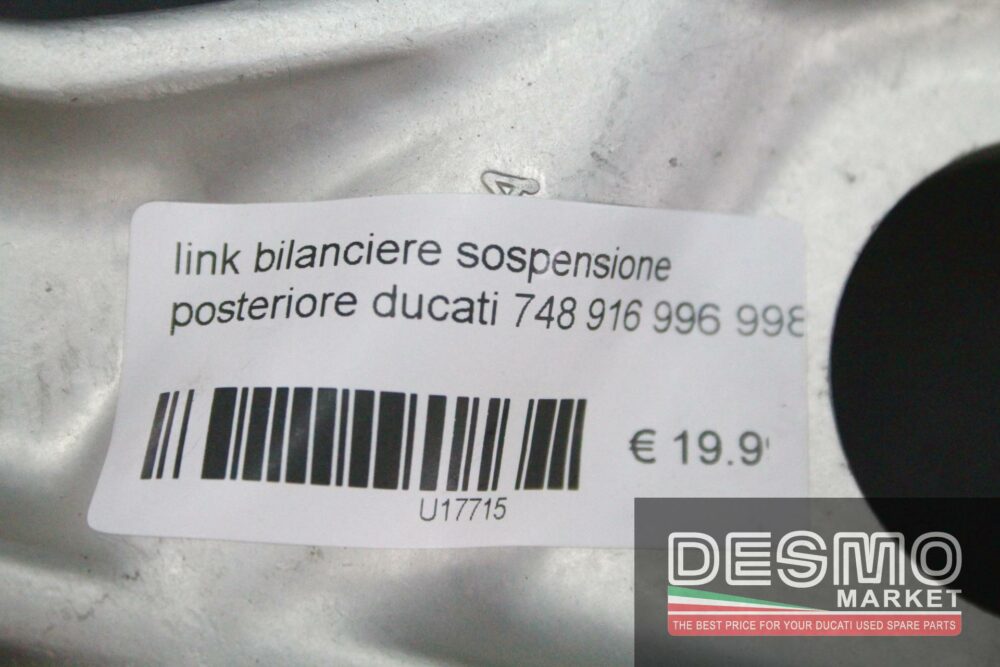 link bilanciere sospensione
posteriore ducati 748 916 996 998
€ 19.9
U17715
DESMO
MARKET
THE BEST PRICE FOR YOUR DUCATI USED SPARE PARTS